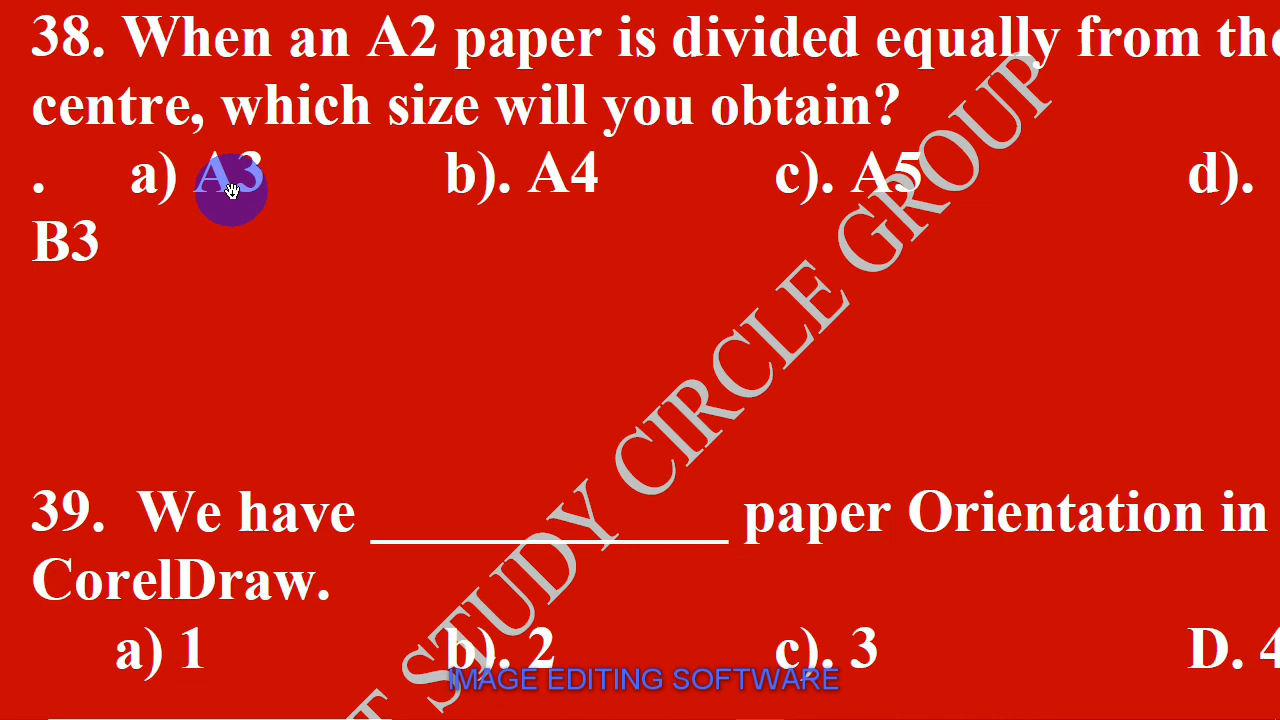 38. When an A2 paper is divided equally from the
centre, which size will you obtain?
. a) A3 b). A4 c). A5 d).
B3
39. We have ____________ paper Orientation in
CorelDraw.
a) 1 b). 2 c). 3 D. 4
STUDY CIRCLE GROUP
IMAGE EDITING SOFTWARE